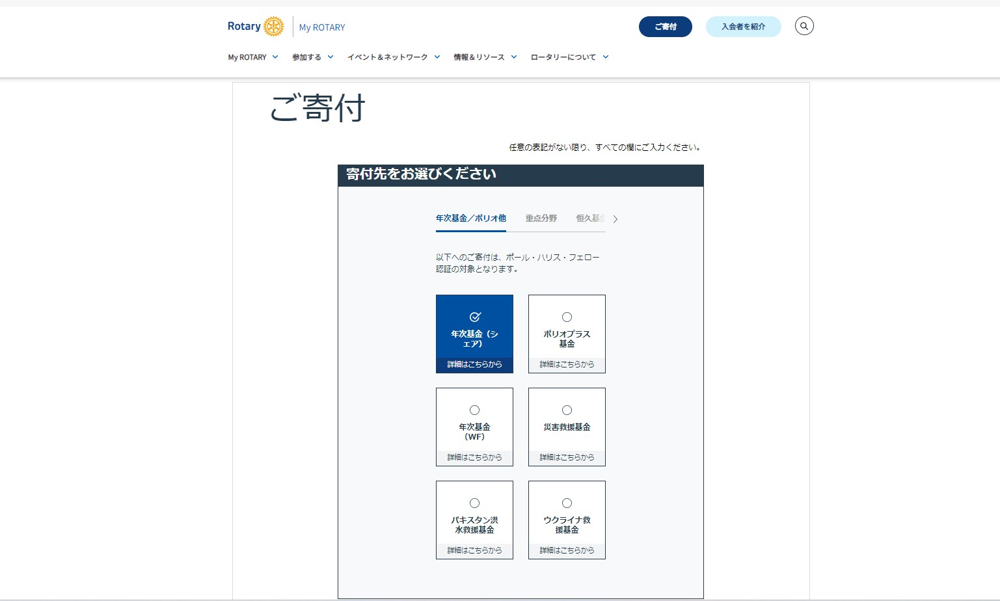 Rotary
My ROTARY
ご寄付
入会者を紹介
My ROTARY
参加する
イベント＆ネットワーク
情報＆リソース
ロータリーについて
ご寄付
任意の表記がない限り、すべての欄にご入力ください。
寄付先をお選びください
年次基金／ポリオ他
重点分野
恒久基金
以下へのご寄付は、ポール・ハリス・フェロー
認証の対象となります。
年次基金（シ
ェア）
詳細はこちらから
ポリオプラス
基金
詳細はこちらから
年次基金
（WF）
詳細はこちらから
災害救援基金
詳細はこちらから
パキスタン洪
水救援基金
詳細はこちらから
ウクライナ救
援基金
詳細はこちらから